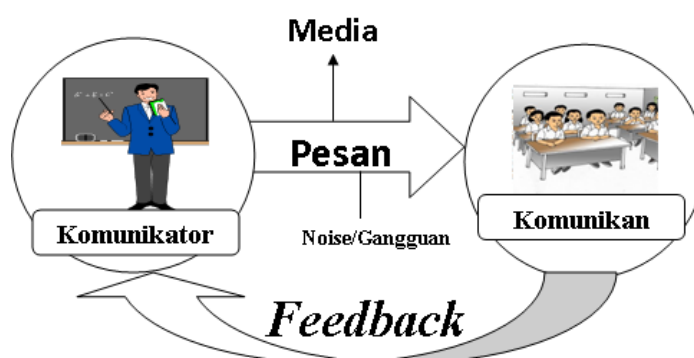 Media
Pesan
Komunikator
Noise/Gangguan
Komunikan
Feedback